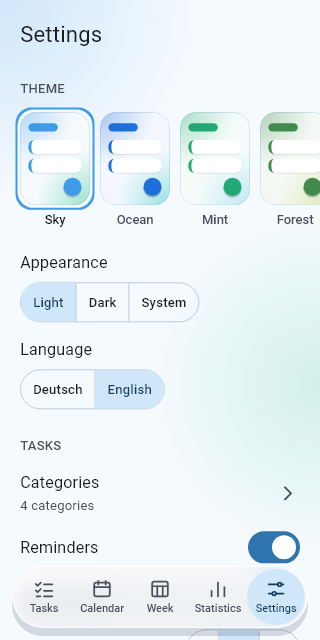 Settings
THEME
Sky Ocean Mint Forest
Appearance
Light Dark System
Language
Deutsch English
TASKS
Categories
4 categories
Reminders
Tasks Calendar Week Statistics Settings